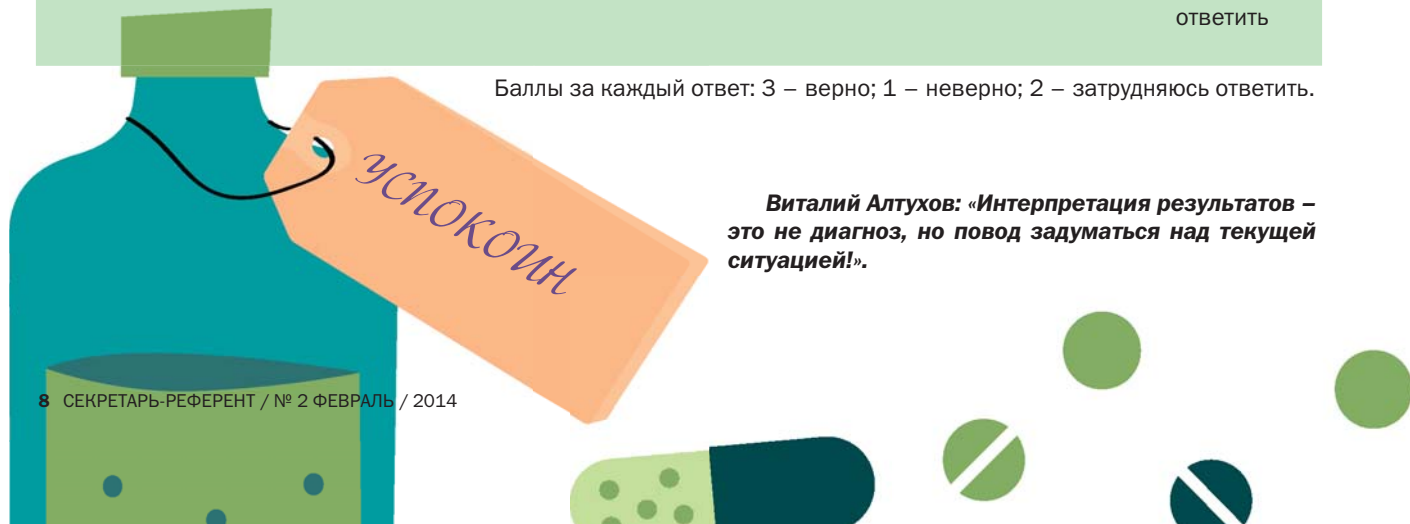 ответить
Баллы за каждый ответ: 3 – верно; 1 – неверно; 2 – затрудняюсь ответить.
УСПОКОИН
Виталий Алтухов: «Интерпретация результатов –
это не диагноз, но повод задуматься над текущей
ситуацией!».
8 СЕКРЕТАРЬ-РЕФЕРЕНТ / № 2 ФЕВРАЛЬ / 2014